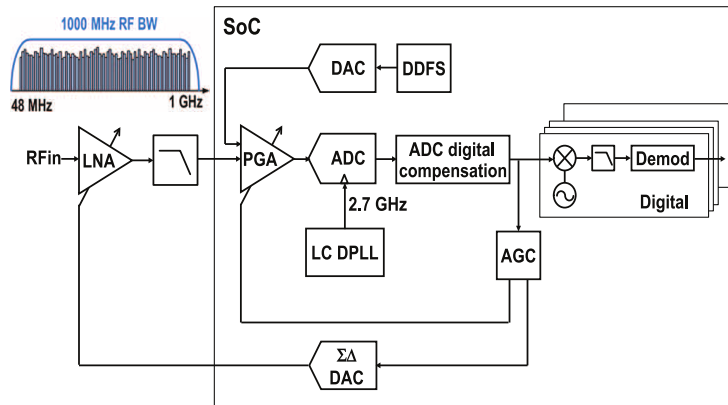 1000 MHz RF BW
48 MHz
1 GHz
SoC
DAC
DDFS
RFin
LNA
PGA
ADC
ADC digital
compensation
Demod
Digital
2.7 GHz
LC DPLL
AGC
ΣΔ
DAC